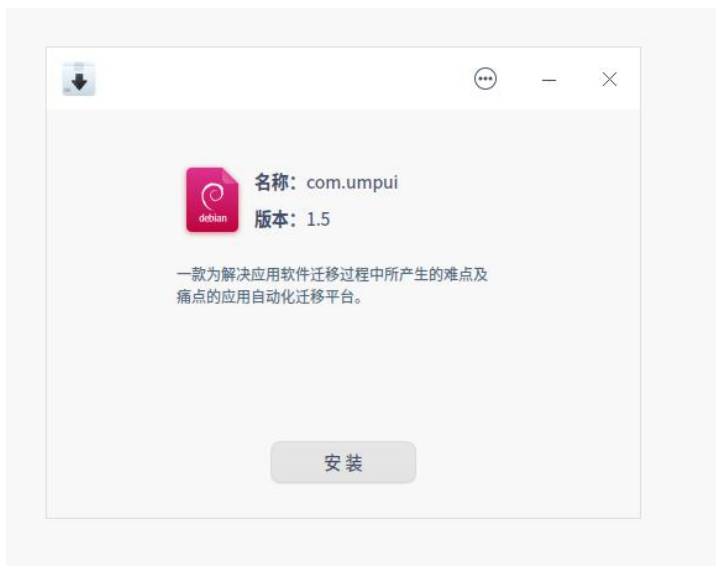 名称：com.umpui
debian
版本：1.5
一款为解决应用软件迁移过程中所产生的难点及
痛点的应用自动化迁移平台。
安装